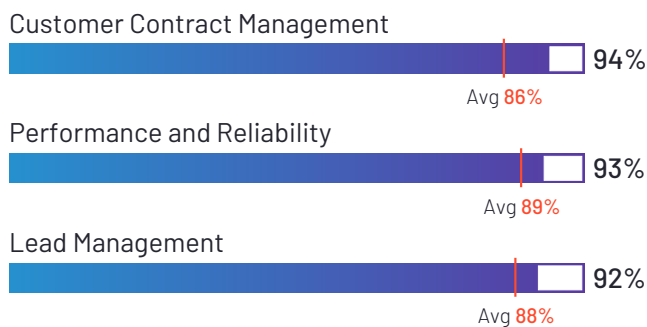 Customer Contract Management
94%
Avg 86%
Performance and Reliability
93%
Avg 89%
Lead Management
92%
Avg 88%